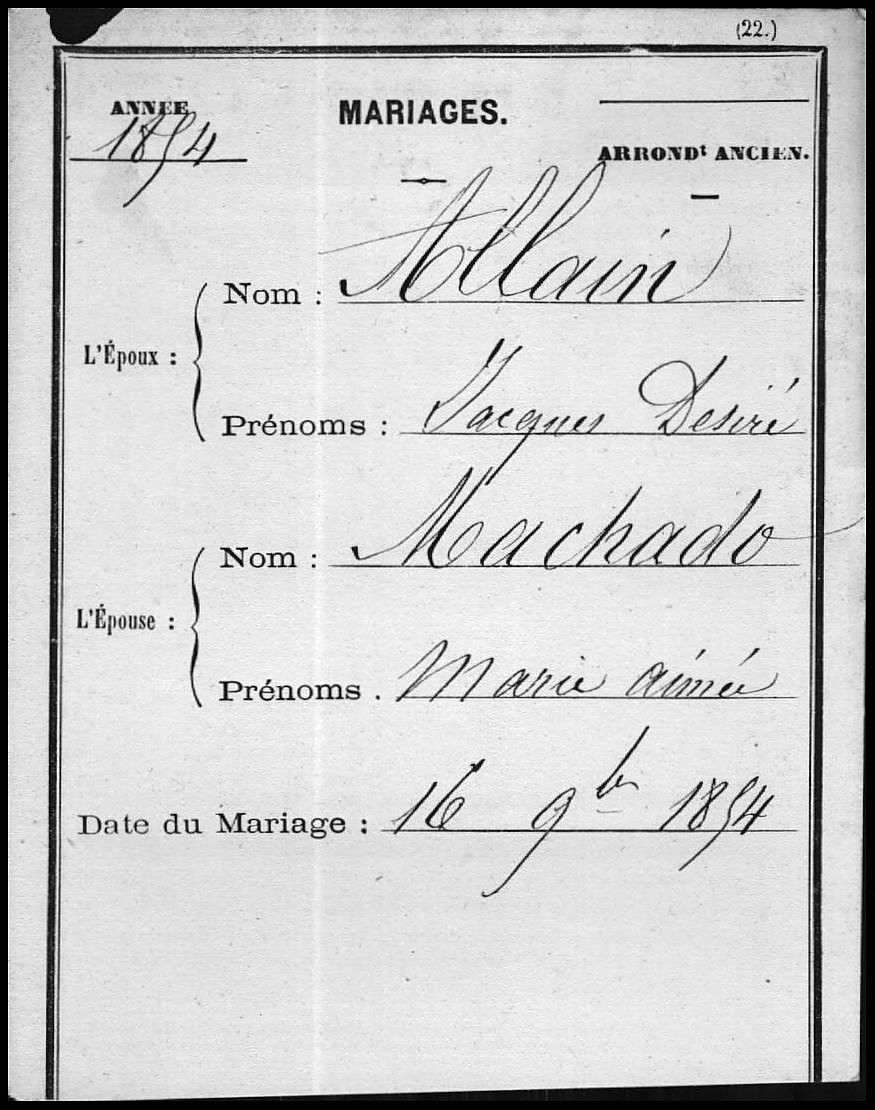 (22.)
ANNÉE
1854
MARIAGES.
ARRONDt ANCIEN.
L'Époux :
Nom : Allain
Prénoms : Jacques Desiré
L'Épouse :
Nom : Machado
Prénoms . Marie aimée
Date du Mariage : 16 9bre 1854